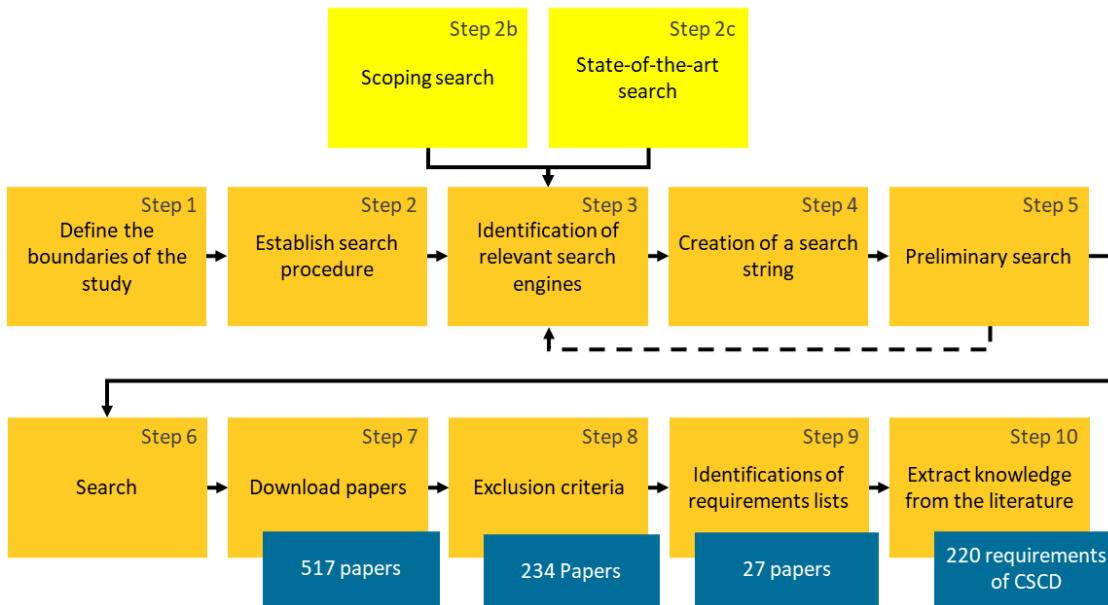 Step 2b
Scoping search
Step 2c
State-of-the-art
search
Step 1
Define the
boundaries of the
study
Step 2
Establish search
procedure
Step 3
Identification of
relevant search
engines
Step 4
Creation of a search
string
Step 5
Preliminary search
Step 6
Search
Step 7
Download papers
517 papers
Step 8
Exclusion criteria
234 Papers
Step 9
Identifications of
requirements lists
27 papers
Step 10
Extract knowledge
from the literature
220 requirements
of CSCD